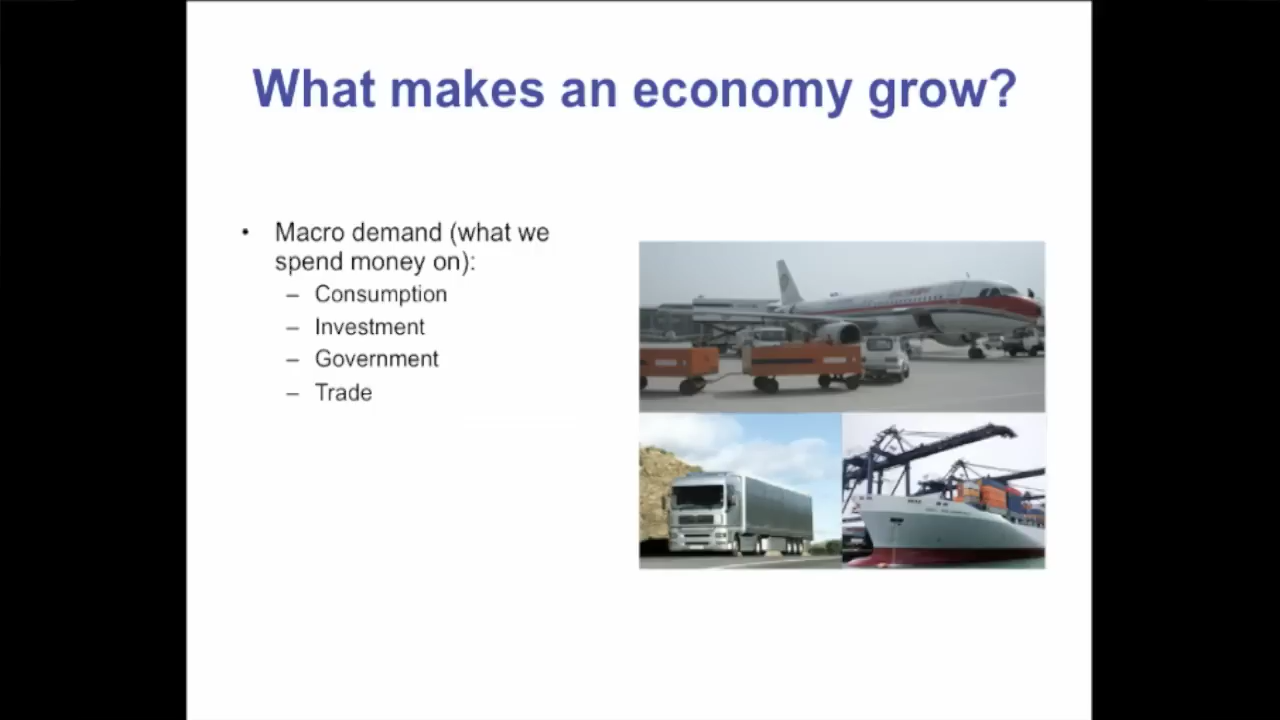 What makes an economy grow?
• Macro demand (what we
spend money on):
– Consumption
– Investment
– Government
– Trade